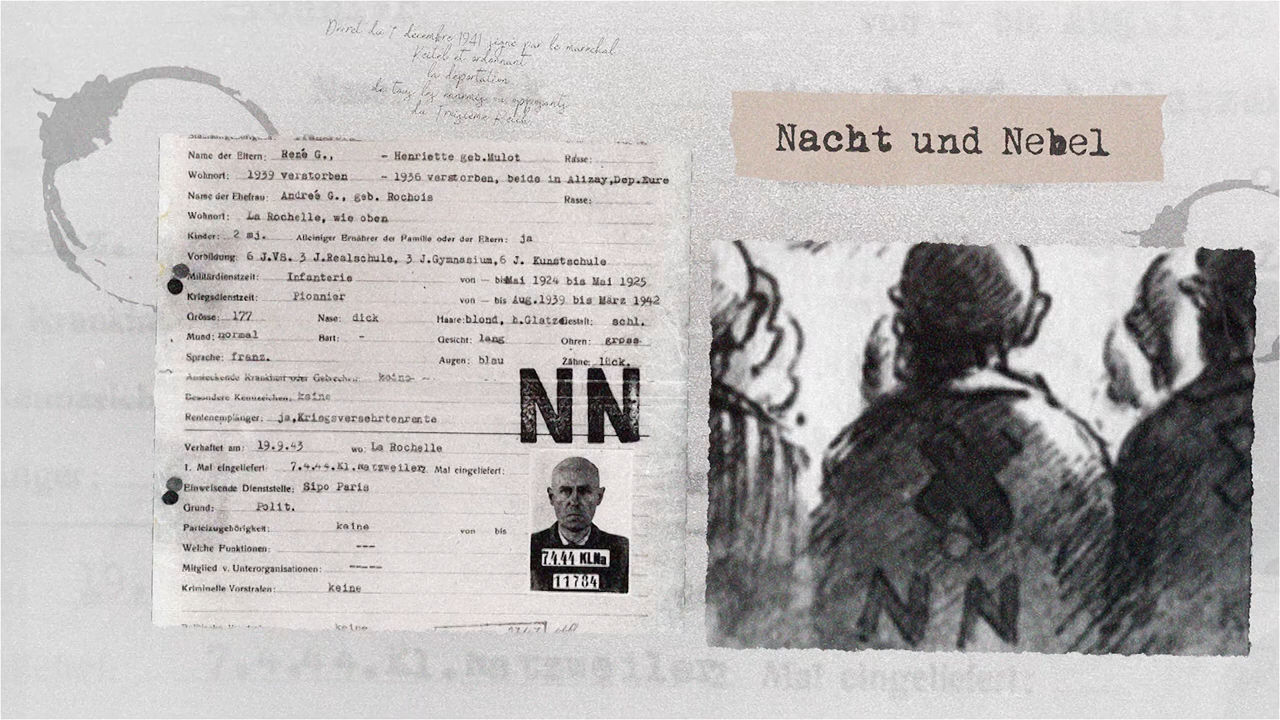 Décret du 7 décembre 1941 signé par le maréchal
Keitel et ordonnant
la déportation
de tous les ennemis ou opposants
du Troisième Reich
Nacht und Nebel
Name der Eltern: René G., - Henriette geb.Mulot Rasse:
Wohnort: 1939 verstorben - 1936 verstorben, beide in Alizay,Dep.Eure
Name der Ehefrau: Andreé G., geb. Rochois Rasse:
Wohnort: La Rochelle, wie oben
Kinder: 2 mj. Alleiniger Ernährer der Familie oder der Eltern: ja
Vorbildung: 6 J.VS. 3 J.Realschule, 3 J.Gymnasium,6 J. Kunstschule
Militärdienstzeit: Infanterie von — bis Mai 1924 bis Mai 1925
Kriegsdienstzeit: Pionnier von — bis Aug.1939 bis März 1942
Grösse: 177 Nase: dick Haare: blond, h.Glatze Gestalt: schl.
Mund: normal Bart: - Gesicht: lang Ohren: gross
Sprache: franz. Augen: blau Zähne: lück.
Ansteckende Krankheit oder Gebrechen: keine
Besondere Kennzeichen: keine
Rentenempfänger: ja,Kriegsversehrtenrente
NN
Verhaftet am: 19.9.43 wo: La Rochelle
1. Mal eingeliefert: 7.4.44.Kl.Natzweiler 2. Mal eingeliefert:
Einweisende Dienststelle: Sipo Paris
Grund: Polit.
Parteizugehörigkeit: keine von bis
Welche Funktionen: ---
Mitglied v. Unterorganisationen: ----
Kriminelle Vorstrafen: keine
keine
7.4.44 KLNa
11784
NN
7.4.44.Kl.natzweiler 2. Mal eingeliefert: